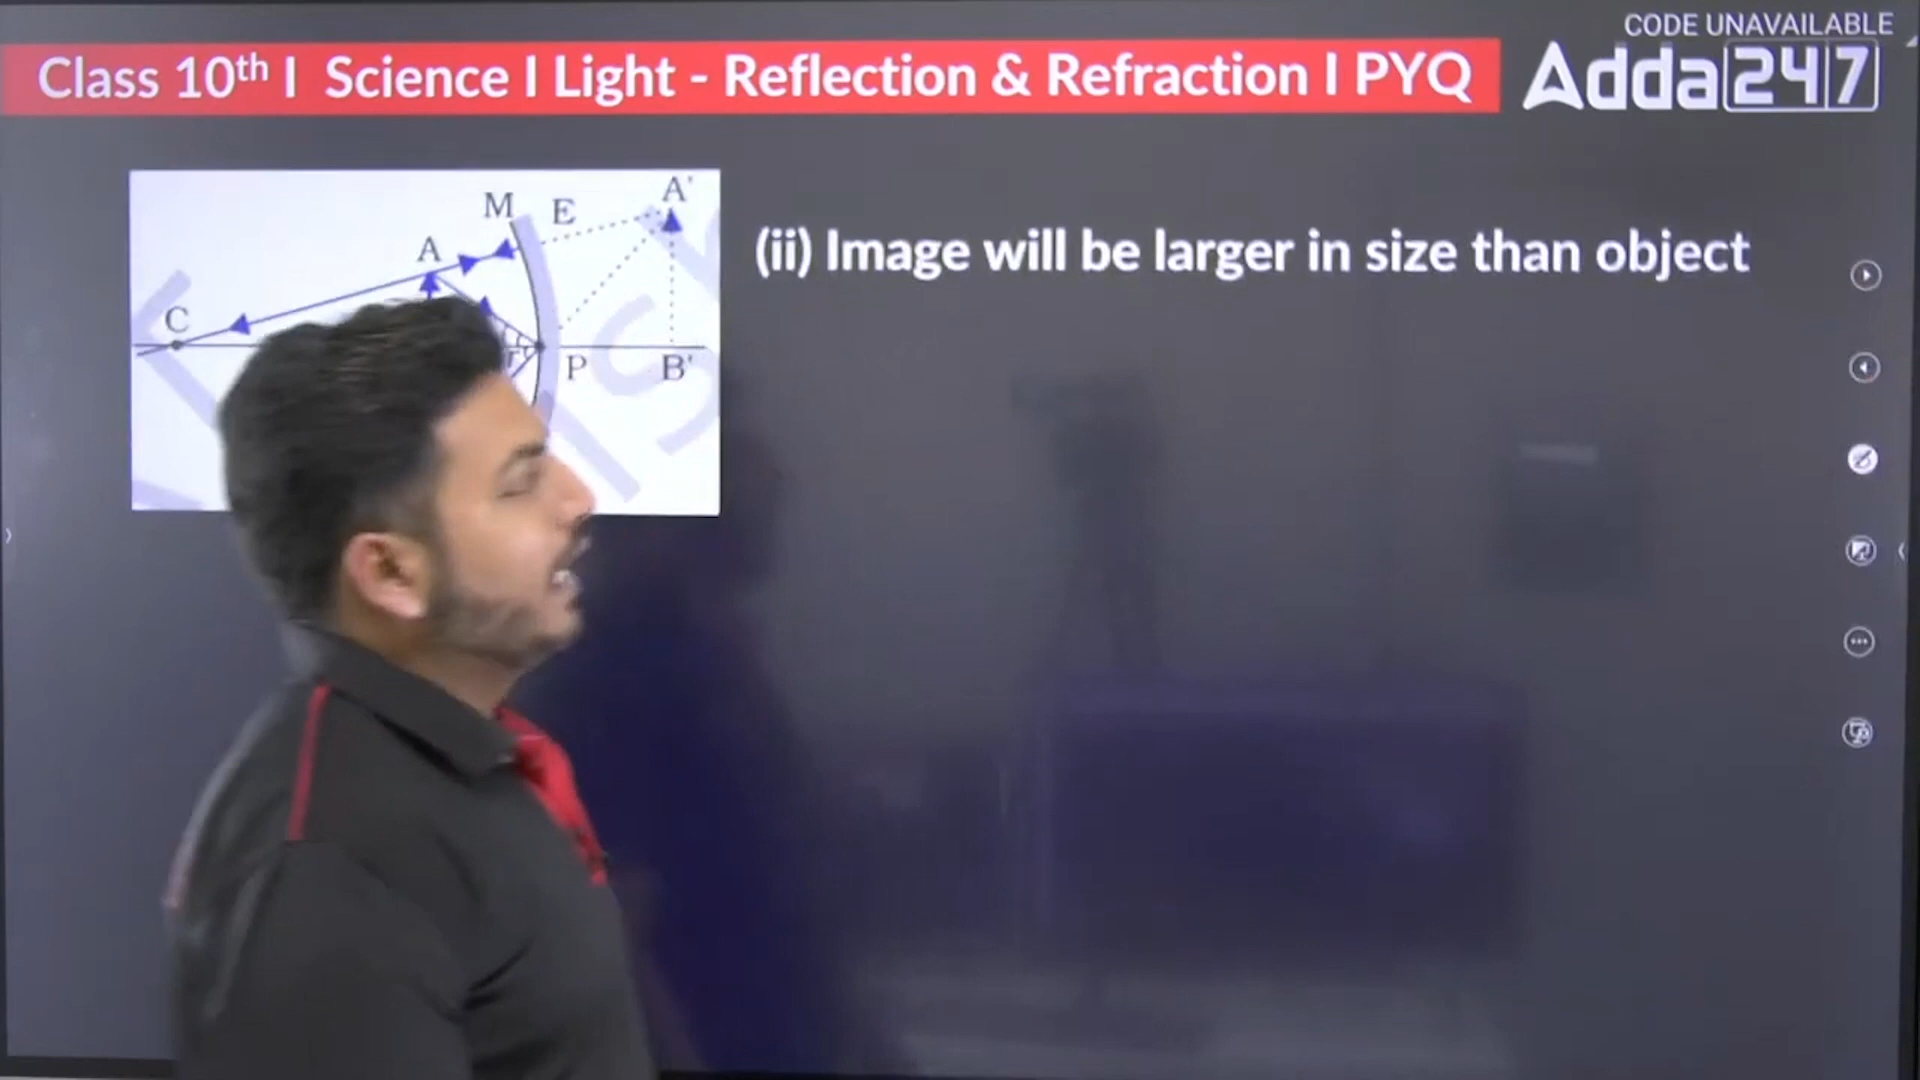 CODE UNAVAILABLE
Class 10th I Science I Light - Reflection & Refraction I PYQ
Adda247
M E A'
A
C
r
P B'
(ii) Image will be larger in size than object